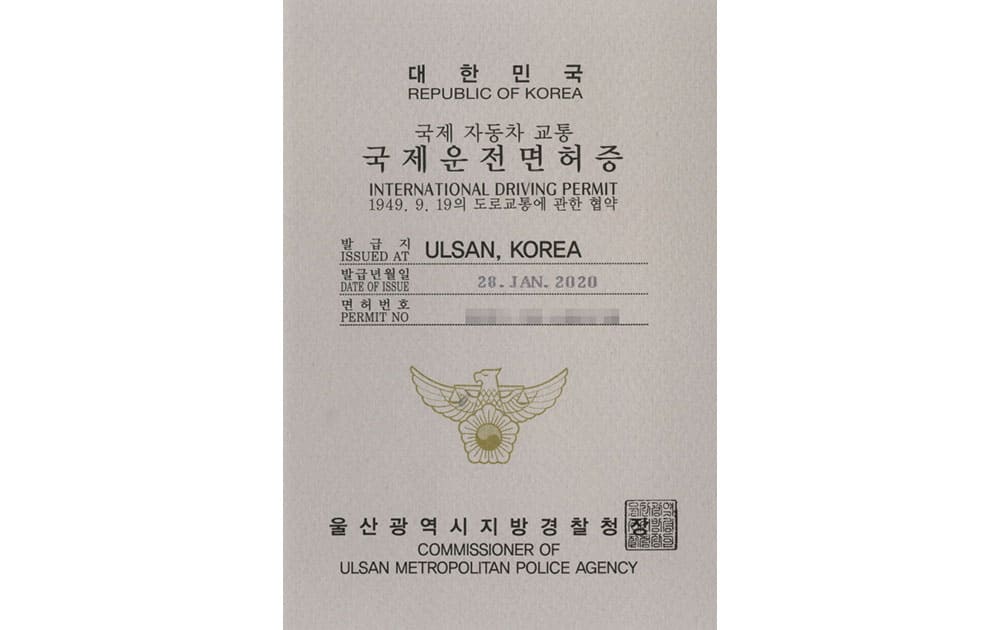 대 한 민 국
REPUBLIC OF KOREA
국제 자동차 교통
국제운전면허증
INTERNATIONAL DRIVING PERMIT
1949. 9. 19의 도로교통에 관한 협약
발 급 지
ISSUED AT ULSAN, KOREA
발급년월일
DATE OF ISSUE 28. JAN. 2020
면 허 번 호
PERMIT NO
울산광역시지방경찰청장
COMMISSIONER OF
ULSAN METROPOLITAN POLICE AGENCY